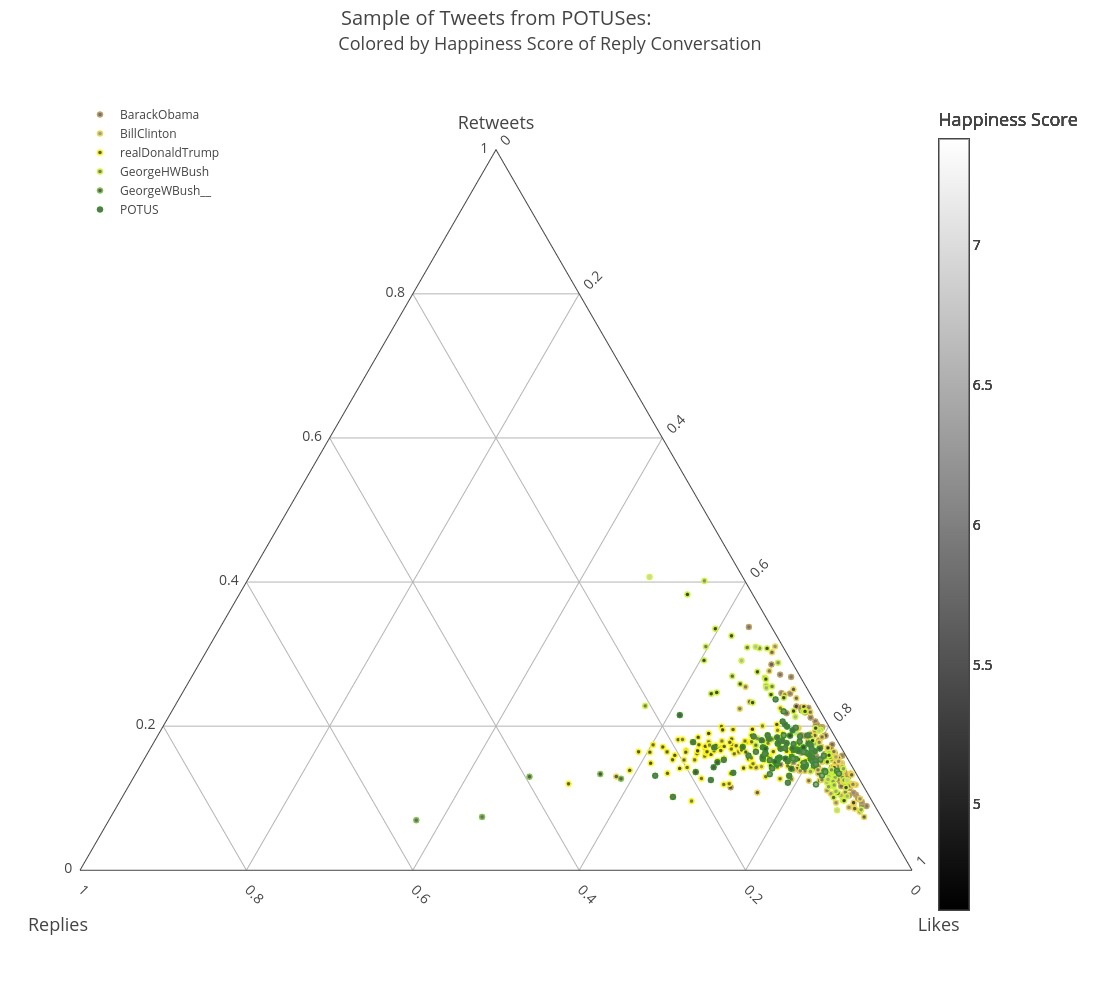 Sample of Tweets from POTUSes:
Colored by Happiness Score of Reply Conversation
BarackObama
BillClinton
realDonaldTrump
GeorgeHWBush
GeorgeWBush__
POTUS
Retweets
Happiness Score
1
0
0.8
0.2
0.6
0.4
0.4
0.6
0.2
0.8
0
1
1
0.8
0.6
0.4
0.2
0
Replies
Likes
7
6.5
6
5.5
5